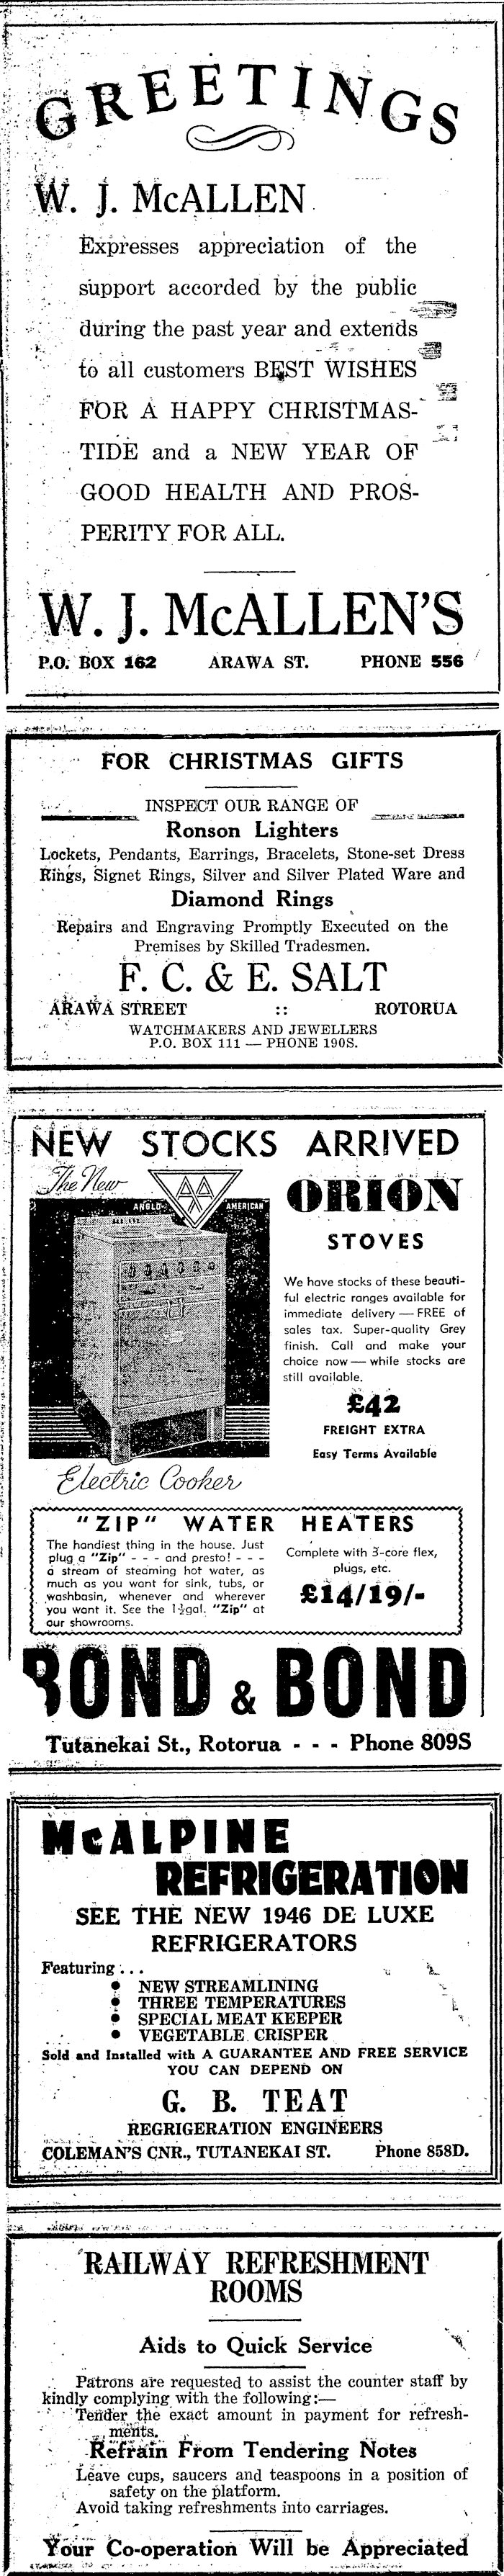 GREETINGS
W. J. McALLEN
Expresses appreciation of the
support accorded by the public
during the past year and extends
to all customers BEST WISHES
FOR A HAPPY CHRISTMAS-
TIDE and a NEW YEAR OF
GOOD HEALTH AND PROS-
PERITY FOR ALL.
W. J. McALLEN'S
P.O. BOX 162 ARAWA ST. PHONE 556
FOR CHRISTMAS GIFTS
INSPECT OUR RANGE OF
Ronson Lighters
Lockets, Pendants, Earrings, Bracelets, Stone-set Dress
Rings, Signet Rings, Silver and Silver Plated Ware and
Diamond Rings
Repairs and Engraving Promptly Executed on the
Premises by Skilled Tradesmen.
F. C. & E. SALT
ARAWA STREET :: ROTORUA
WATCHMAKERS AND JEWELLERS
P.O. BOX 111 — PHONE 190S.
NEW STOCKS ARRIVED
The New
AA
ANGLO- AMERICAN
ORION
STOVES
We have stocks of these beauti-
ful electric ranges available for
immediate delivery — FREE of
sales tax. Super-quality Grey
finish. Call and make your
choice now — while stocks are
still available.
£42
FREIGHT EXTRA
Easy Terms Available
Electric Cooker
"ZIP" WATER HEATERS
The handiest thing in the house. Just
plug a "Zip" - - - and presto! - - -
a stream of steaming hot water, as
much as you want for sink, tubs, or
washbasin, whenever and wherever
you want it. See the 1½gal. "Zip" at
our showrooms.
Complete with 3-core flex,
plugs, etc.
£14/19/-
BOND & BOND
Tutanekai St., Rotorua - - - Phone 809S
McALPINE
REFRIGERATION
SEE THE NEW 1946 DE LUXE
REFRIGERATORS
Featuring . . .
● NEW STREAMLINING
● THREE TEMPERATURES
● SPECIAL MEAT KEEPER
● VEGETABLE CRISPER
Sold and Installed with A GUARANTEE AND FREE SERVICE
YOU CAN DEPEND ON
G. B. TEAT
REGRIGERATION ENGINEERS
COLEMAN'S CNR., TUTANEKAI ST. Phone 858D.
RAILWAY REFRESHMENT
ROOMS
Aids to Quick Service
Patrons are requested to assist the counter staff by
kindly complying with the following:—
Tender the exact amount in payment for refresh-
ments.
Refrain From Tendering Notes
Leave cups, saucers and teaspoons in a position of
safety on the platform.
Avoid taking refreshments into carriages.
Your Co-operation Will be Appreciated